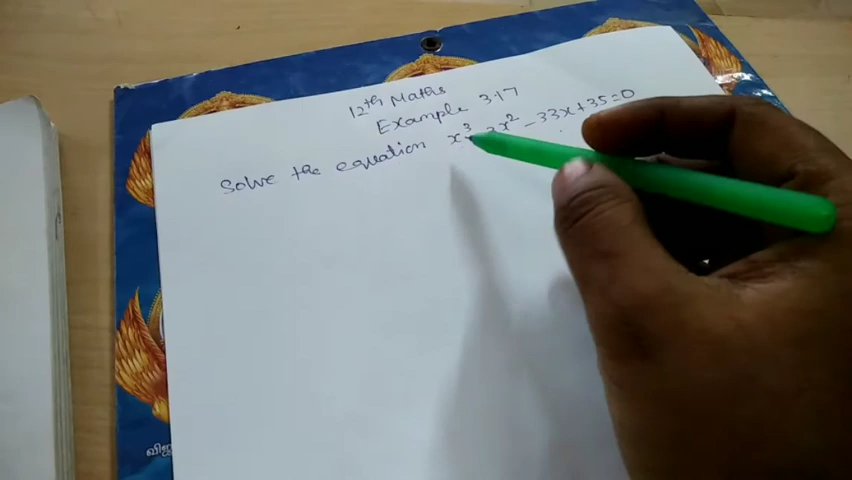 12th Maths
Example 3.17
Solve the equation x³-3x²-33x+35=0